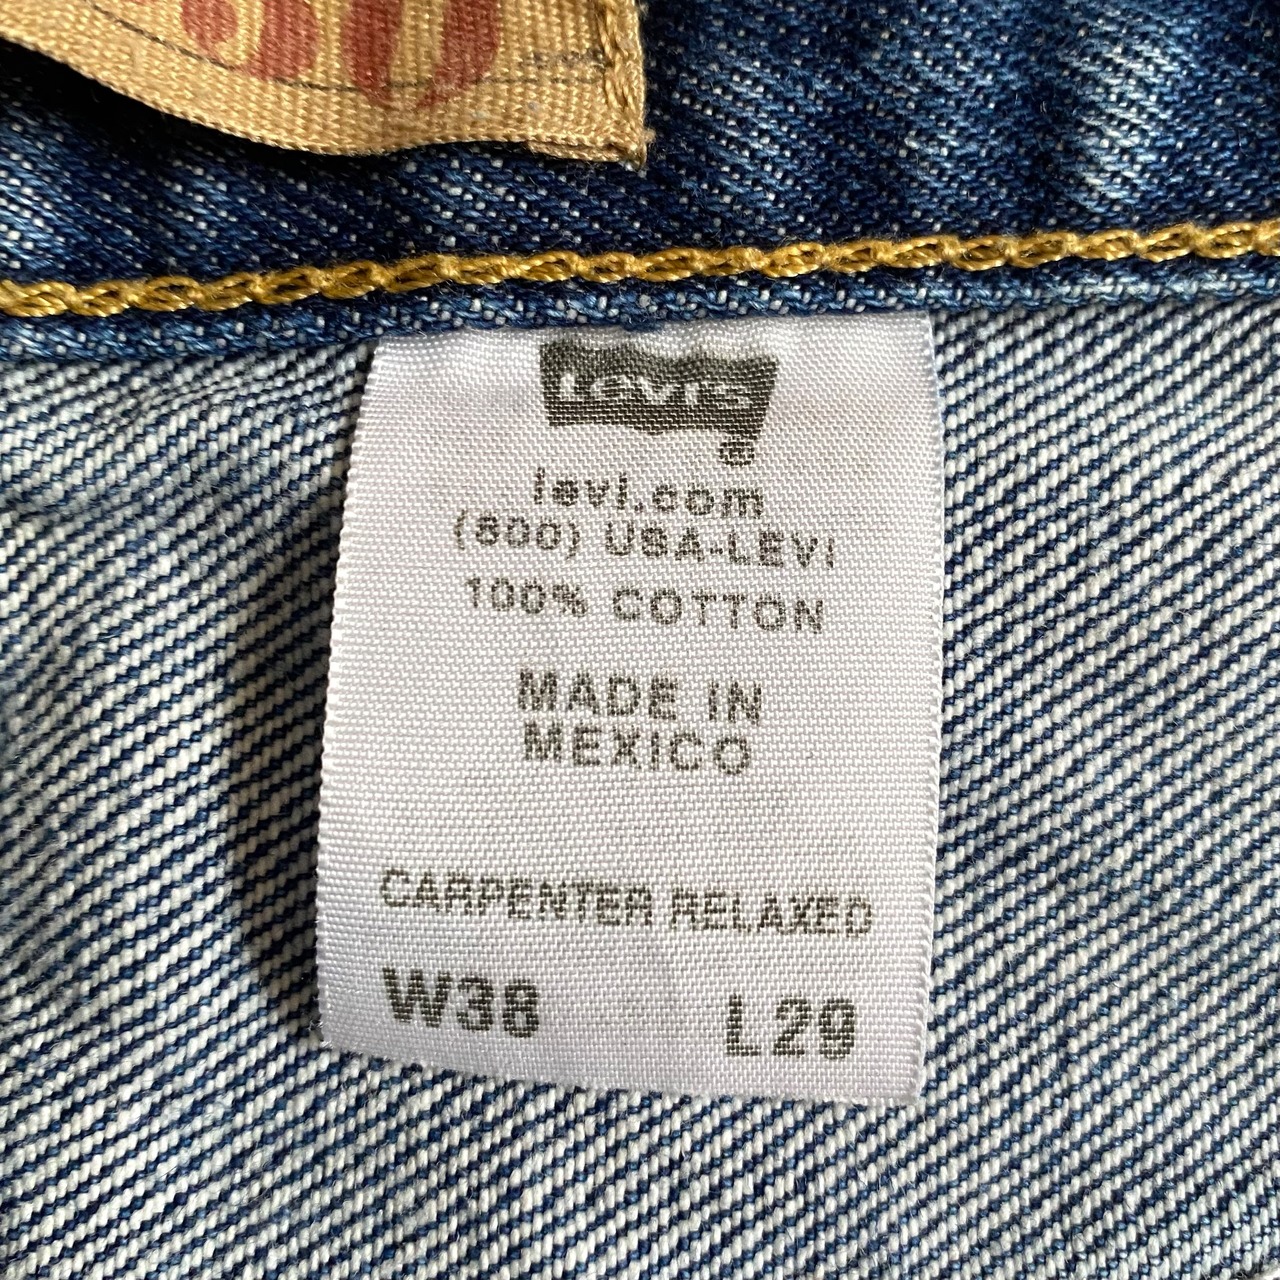 Levi's
®
levi.com
(800) USA-LEVI
100% COTTON
MADE IN
MEXICO
CARPENTER RELAXED
W38 L29